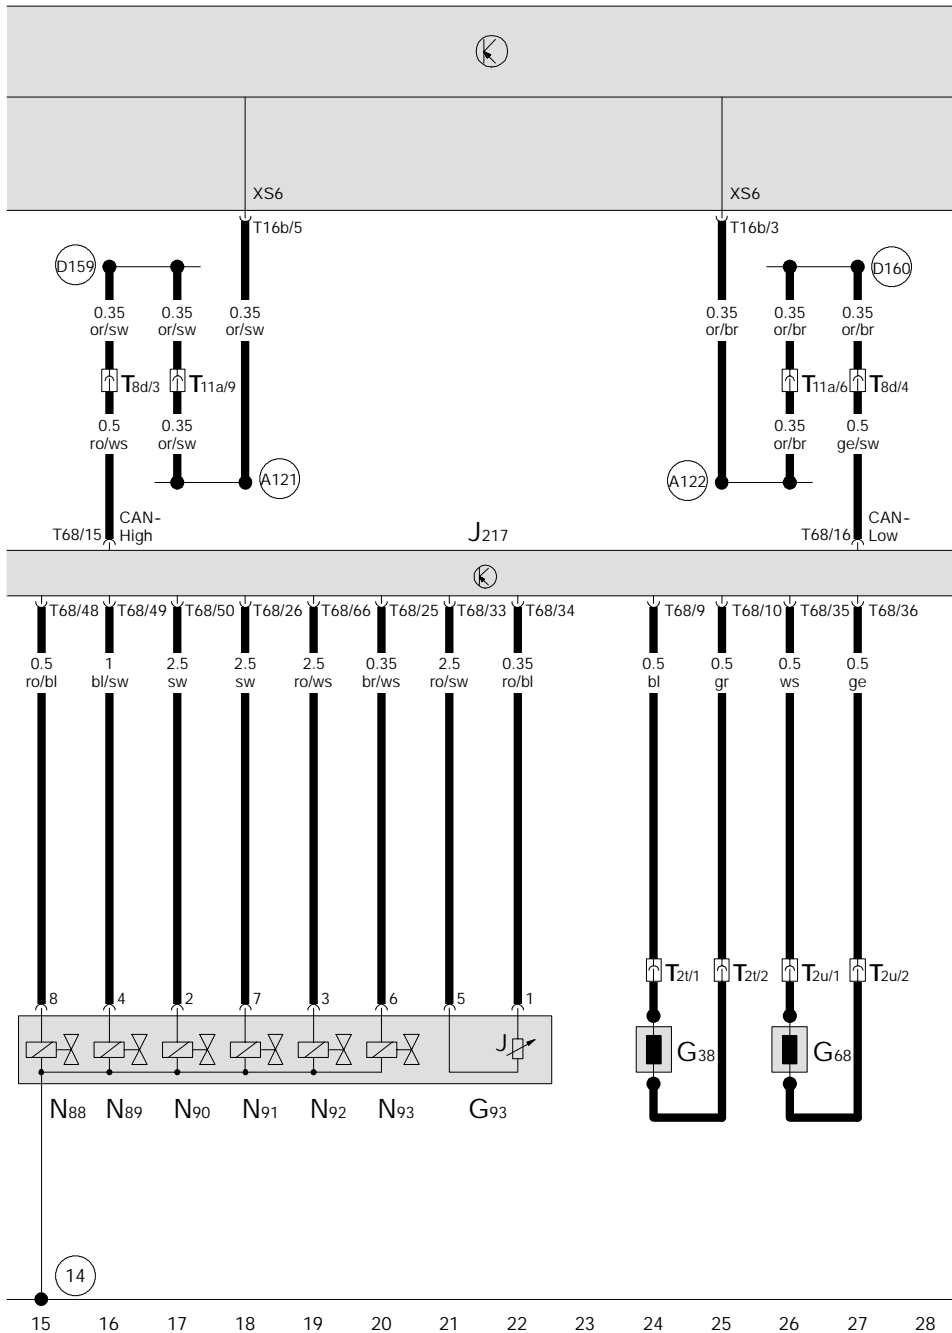 XS6 XS6
T16b/5 T16b/3
D159 D160
0.35 0.35 0.35 0.35 0.35 0.35
or/sw or/sw or/sw or/br or/br or/br
T8d/3 T11a/9 T11a/6 T8d/4
0.5 0.35 0.35 0.5
ro/ws or/sw or/br ge/sw
A121 A122
CAN- CAN-
T68/15 High J217 T68/16 Low
T68/48 T68/49 T68/50 T68/26 T68/66 T68/25 T68/33 T68/34 T68/9 T68/10 T68/35 T68/36
0.5 1 2.5 2.5 2.5 0.35 2.5 0.35 0.5 0.5 0.5 0.5
ro/bl bl/sw sw sw ro/ws br/ws ro/sw ro/bl bl gr ws ge
T2t/1 T2t/2 T2u/1 T2u/2
8 4 2 7 3 6 5 1
J G38 G68
N88 N89 N90 N91 N92 N93 G93
14
15 16 17 18 19 20 21 22 23 24 25 26 27 28